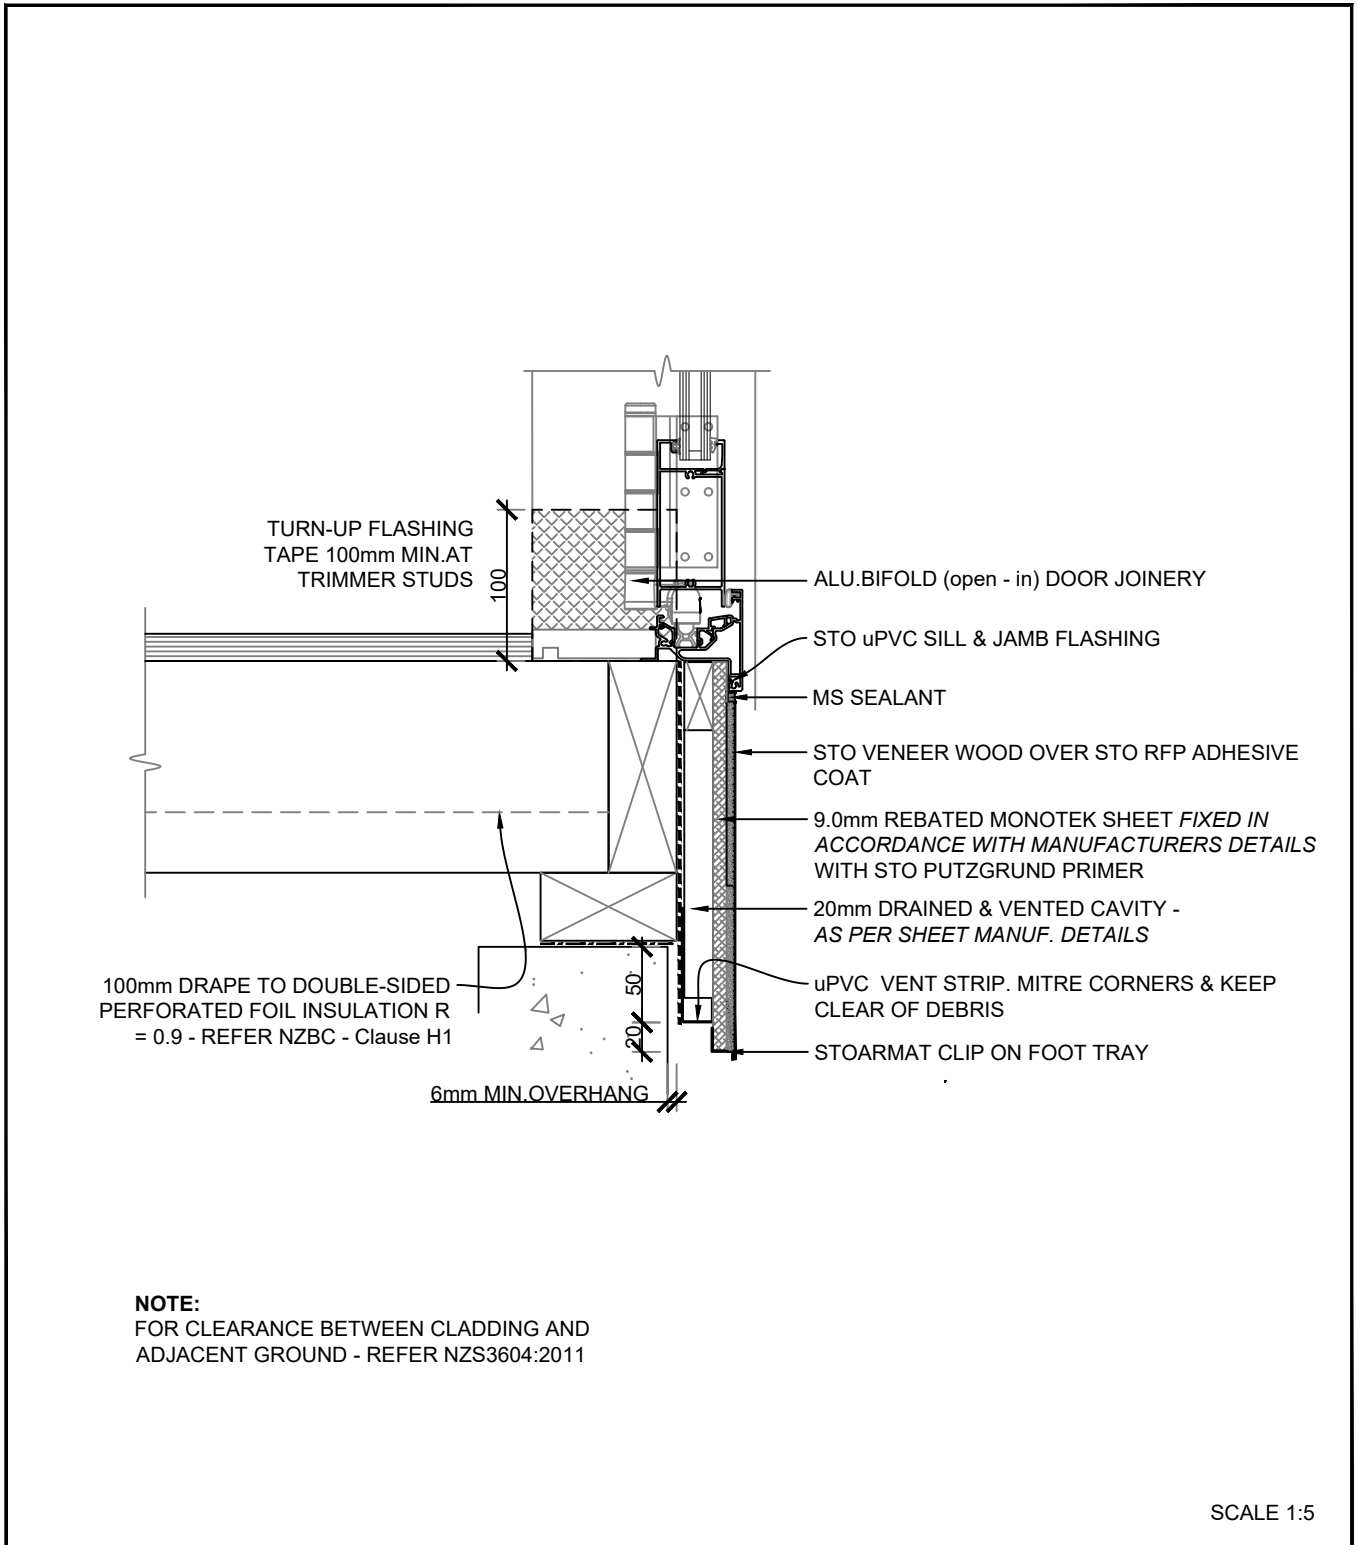 TURN-UP FLASHING
TAPE 100mm MIN.AT
TRIMMER STUDS
100
ALU.BIFOLD (open - in) DOOR JOINERY
STO uPVC SILL & JAMB FLASHING
MS SEALANT
STO VENEER WOOD OVER STO RFP ADHESIVE
COAT
9.0mm REBATED MONOTEK SHEET FIXED IN
ACCORDANCE WITH MANUFACTURERS DETAILS
WITH STO PUTZGRUND PRIMER
20mm DRAINED & VENTED CAVITY -
AS PER SHEET MANUF. DETAILS
uPVC  VENT STRIP. MITRE CORNERS & KEEP
CLEAR OF DEBRIS
STOARMAT CLIP ON FOOT TRAY
100mm DRAPE TO DOUBLE-SIDED
PERFORATED FOIL INSULATION R
= 0.9 - REFER NZBC - Clause H1
50
20
6mm MIN.OVERHANG
NOTE:
FOR CLEARANCE BETWEEN CLADDING AND
ADJACENT GROUND - REFER NZS3604:2011
SCALE 1:5